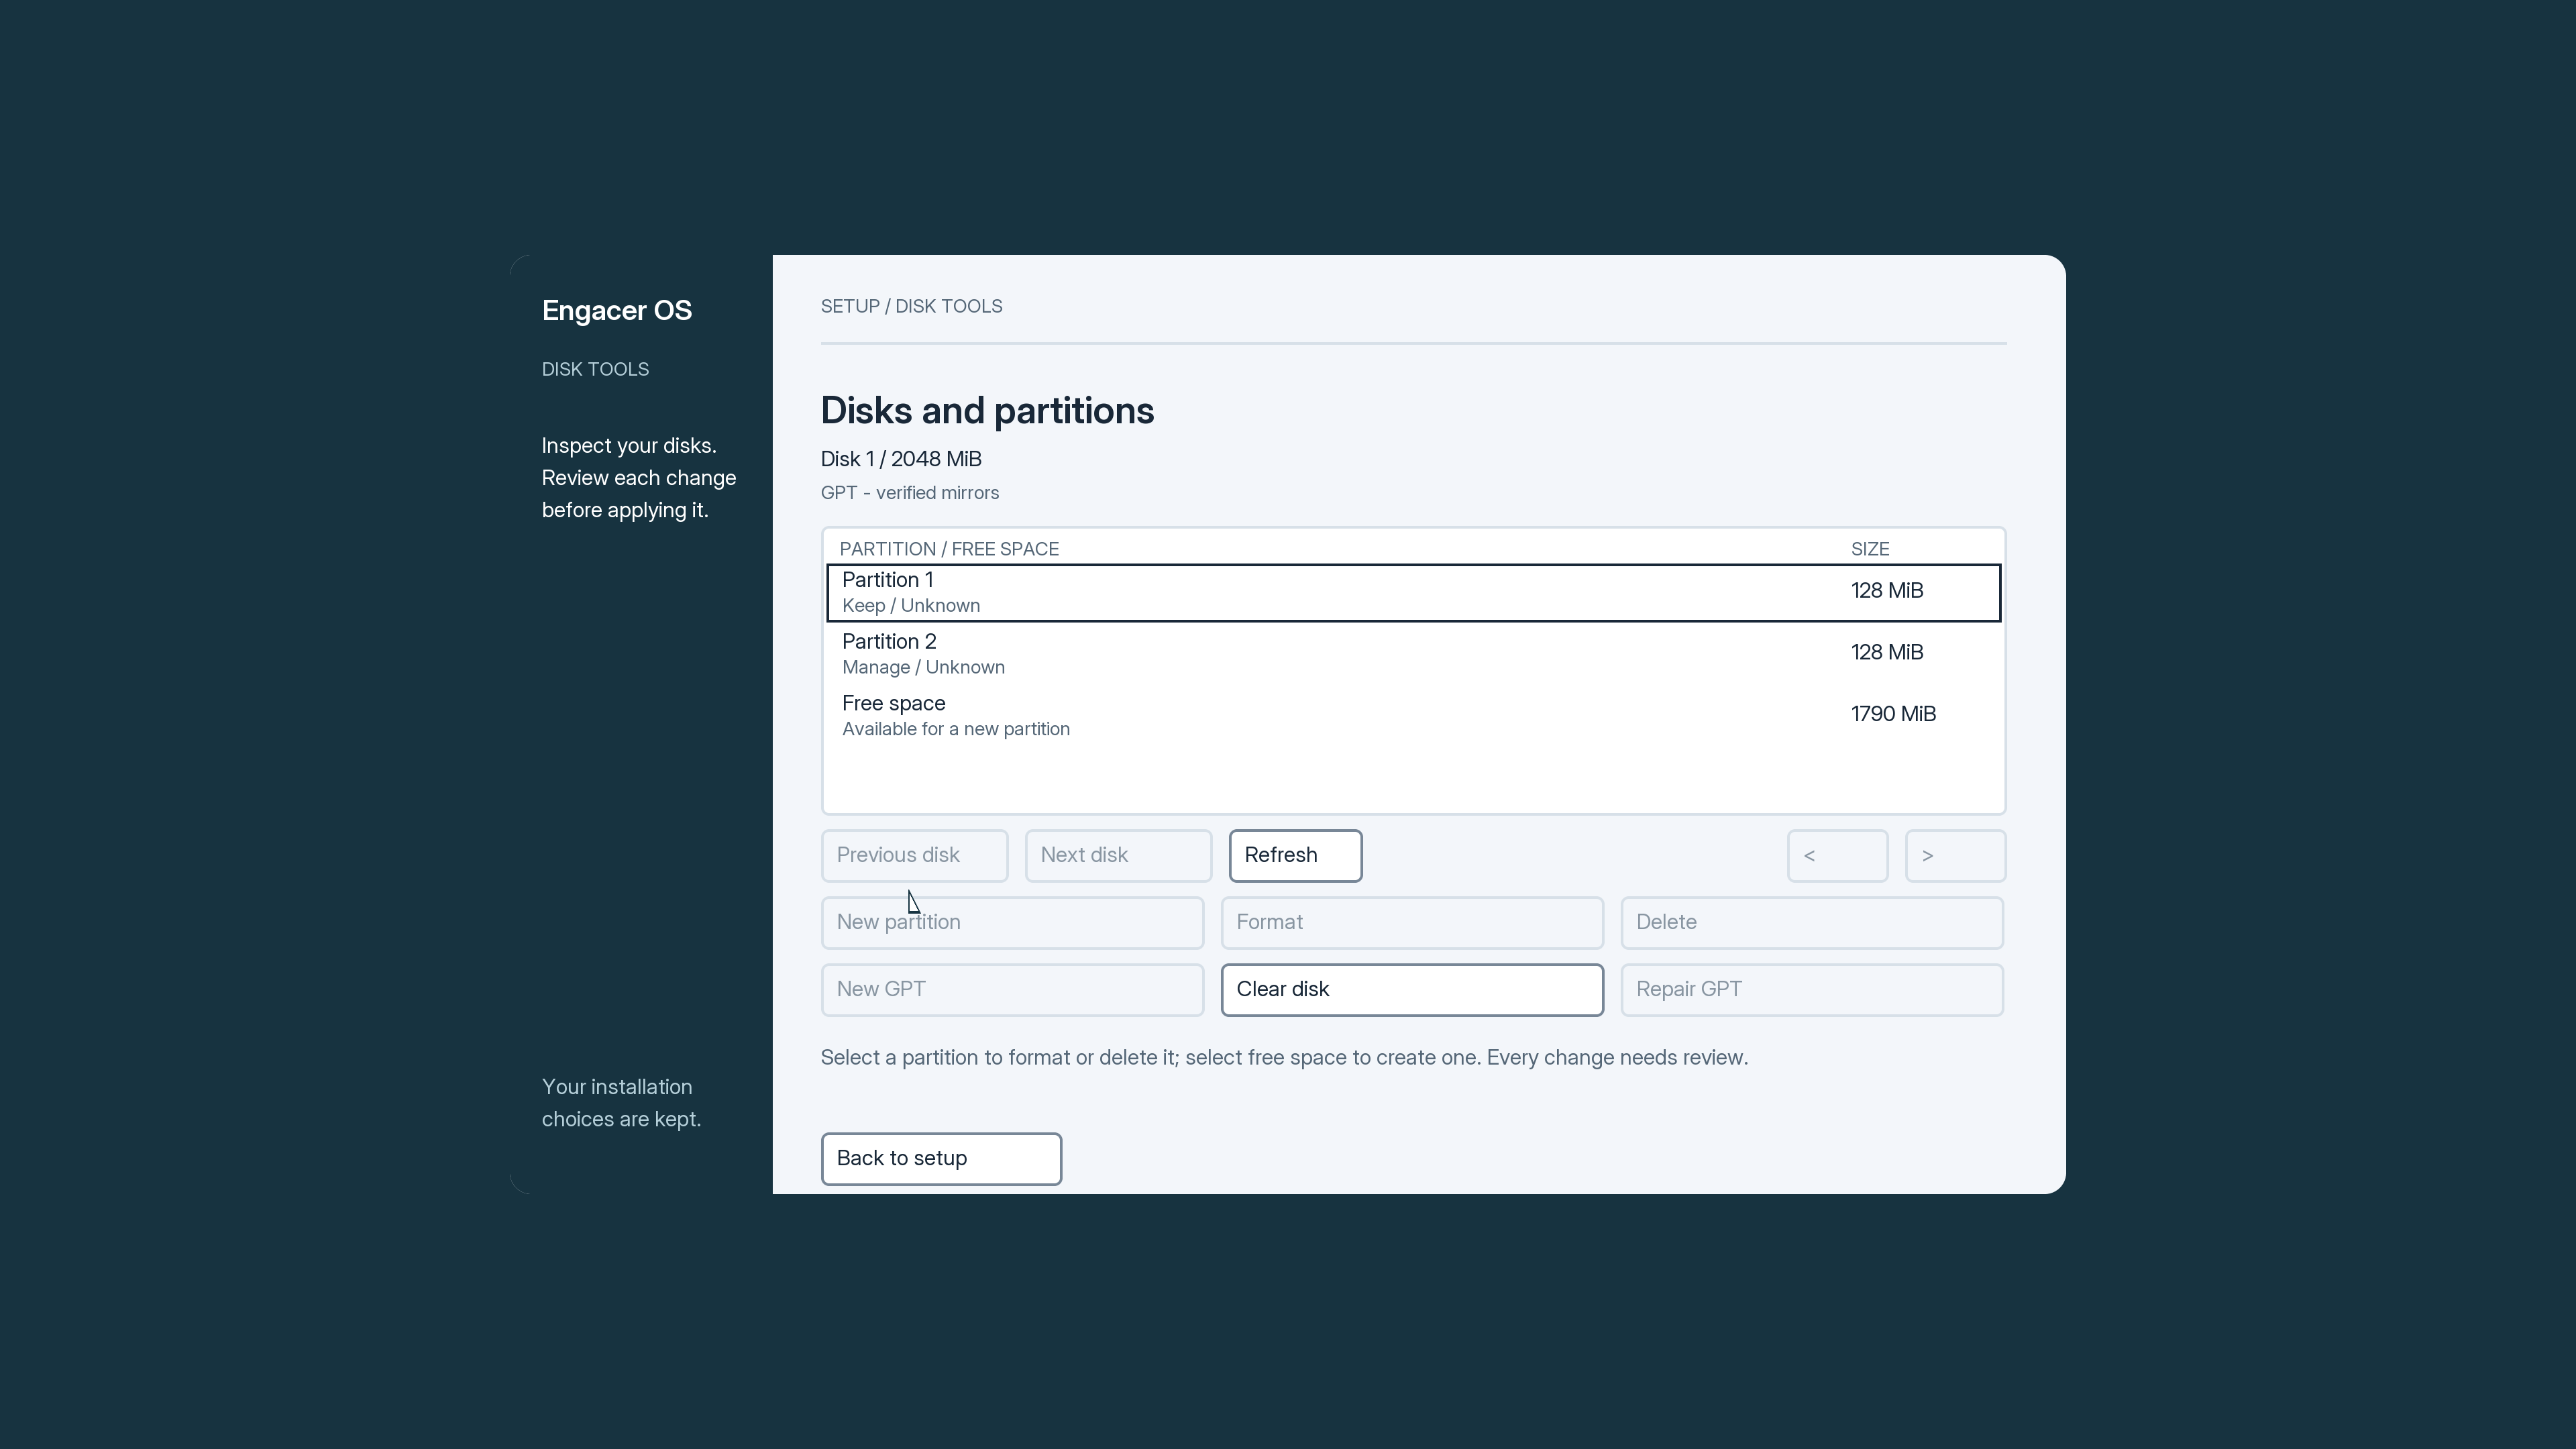 Engacer OS
DISK TOOLS
Inspect your disks.
Review each change
before applying it.
Your installation
choices are kept.
SETUP / DISK TOOLS
Disks and partitions
Disk 1 / 2048 MiB
GPT - verified mirrors
PARTITION / FREE SPACE SIZE
Partition 1 128 MiB
Keep / Unknown
Partition 2 128 MiB
Manage / Unknown
Free space 1790 MiB
Available for a new partition
Previous disk Next disk Refresh < >
New partition Format Delete
New GPT Clear disk Repair GPT
Select a partition to format or delete it; select free space to create one. Every change needs review.
Back to setup